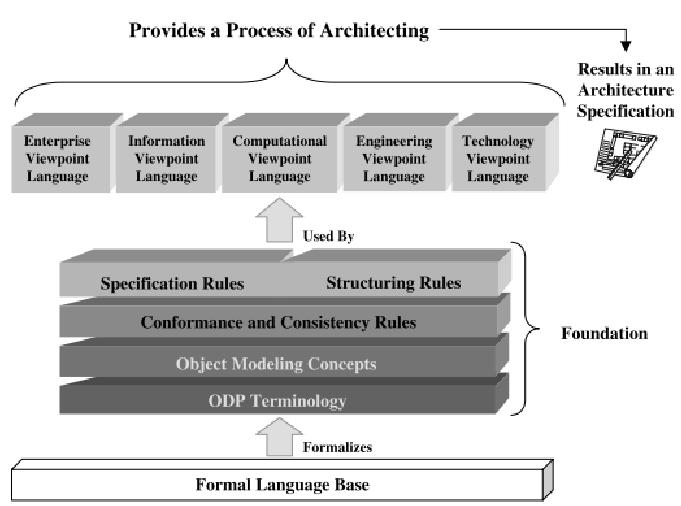 Provides a Process of Architecting
Results in an
Architecture
Specification
Enterprise
Viewpoint
Language
Information
Viewpoint
Language
Computational
Viewpoint
Language
Engineering
Viewpoint
Language
Technology
Viewpoint
Language
Used By
Specification Rules
Structuring Rules
Conformance and Consistency Rules
Object Modeling Concepts
ODP Terminology
Foundation
Formalizes
Formal Language Base